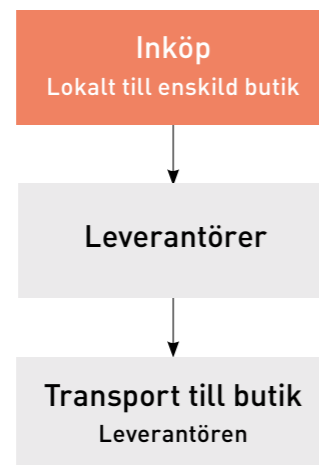 Inköp
Lokalt till enskild butik
Leverantörer
Transport till butik
Leverantören